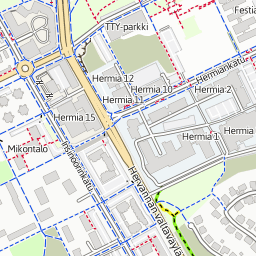 Festia
TTY-parkki
Hermia 12
Hermiankatu
Hermia 10
Hermia 2
Hermia 11
Hermia 15
Hermia 1
Mikontalo
Insinöörinkatu
Hervannan valtaväylä